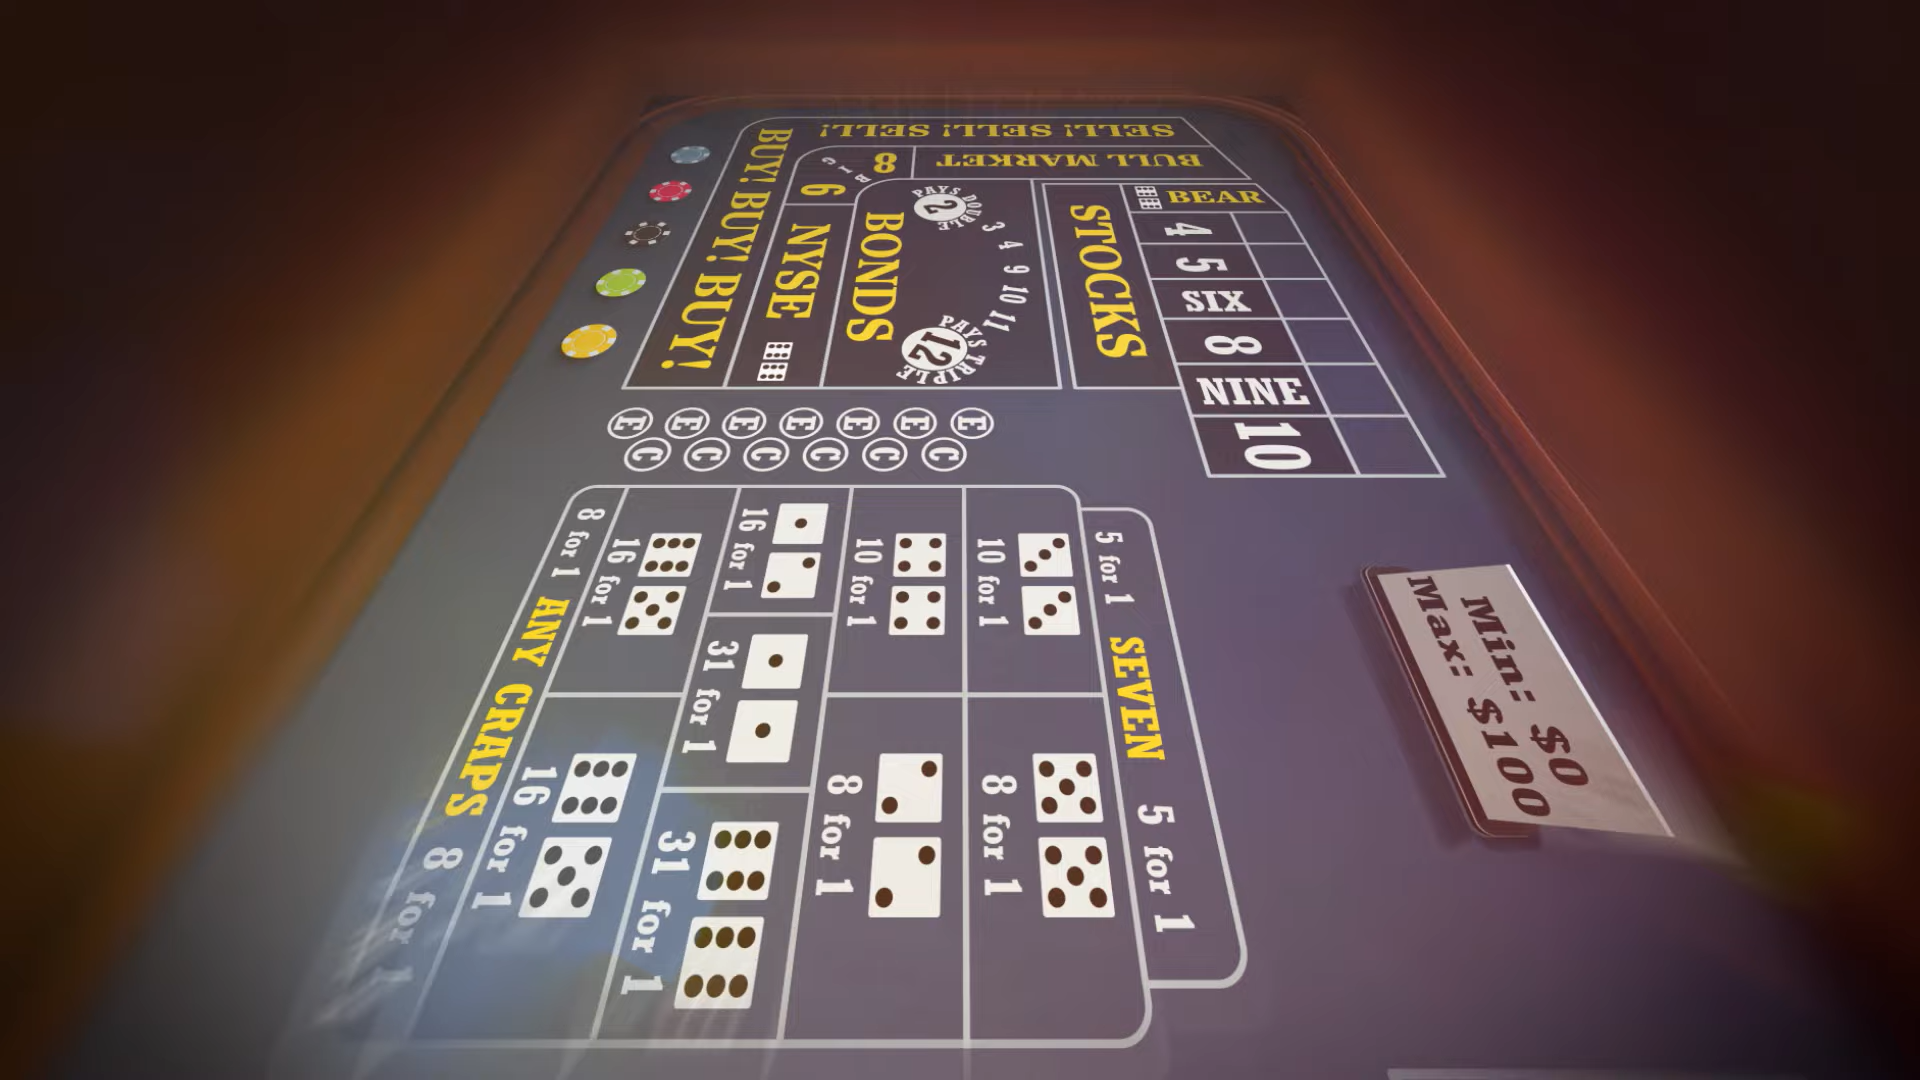 SELL! SELL! SELL! SELL!
BULL MARKET
BUY! BUY! BUY! BUY!
BIG
6
8
NYSE
BONDS
PAYS 2 DOUBLE
3 4 9 10 11
PAYS 12 TRIPLE
STOCKS
BEAR
4
5
SIX
8
NINE
10
E E E E E E E
C C C C C C
8 for 1 ANY CRAPS 8 for 1
16 for 1
16 for 1
10 for 1
10 for 1
5 for 1 SEVEN 5 for 1
31 for 1
16 for 1
31 for 1
8 for 1
8 for 1
Min: $0
Max: $100